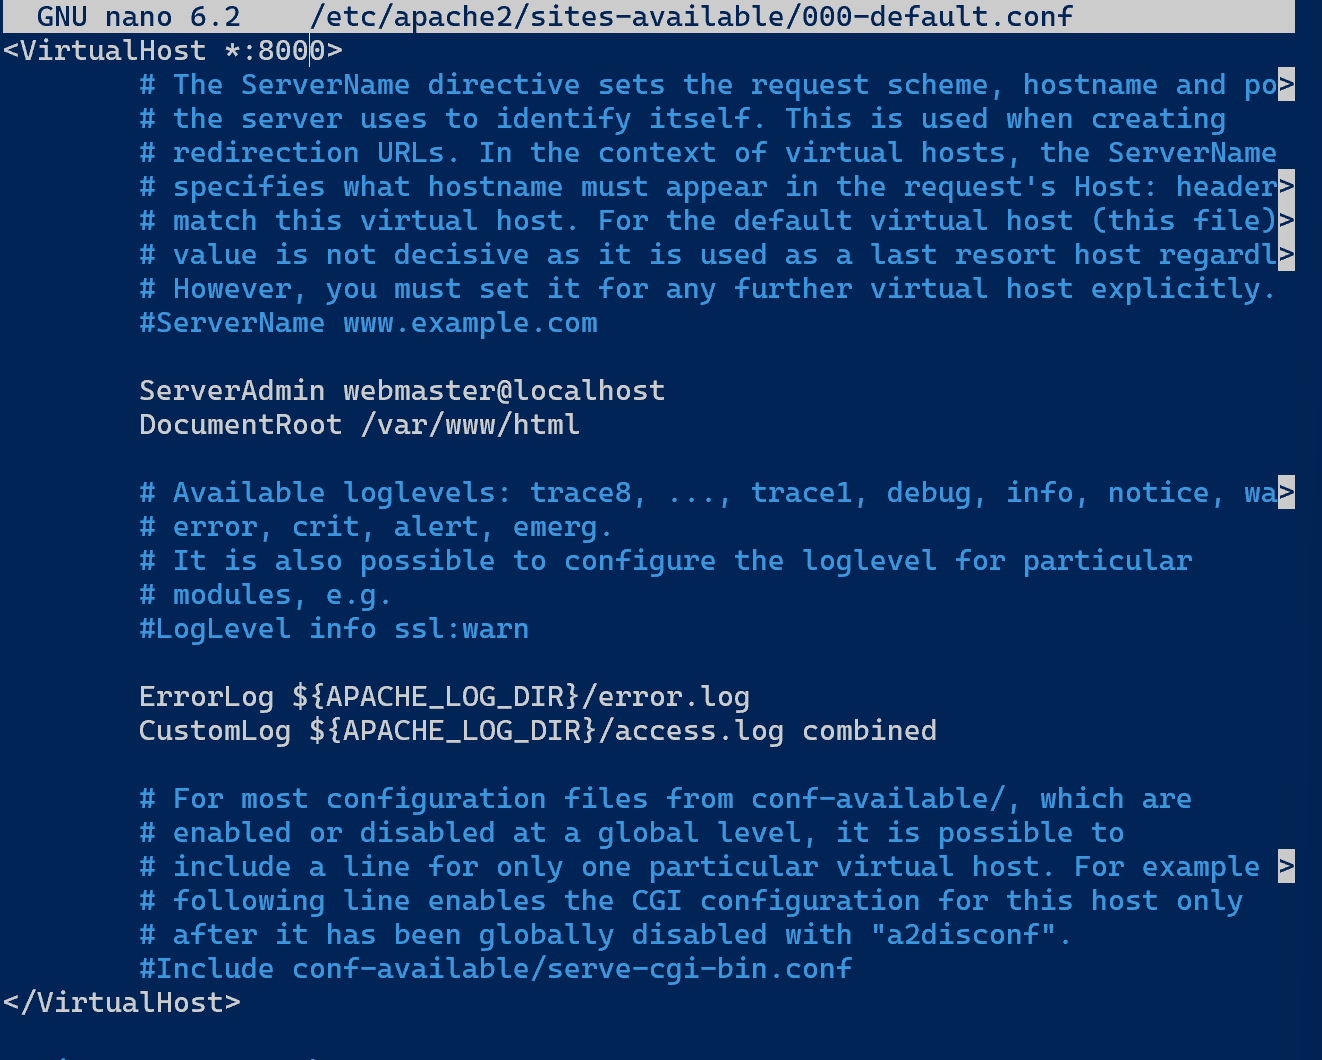 GNU nano 6.2    /etc/apache2/sites-available/000-default.conf
<VirtualHost *:8000>
        # The ServerName directive sets the request scheme, hostname and po>
        # the server uses to identify itself. This is used when creating
        # redirection URLs. In the context of virtual hosts, the ServerName
        # specifies what hostname must appear in the request's Host: header>
        # match this virtual host. For the default virtual host (this file)>
        # value is not decisive as it is used as a last resort host regardl>
        # However, you must set it for any further virtual host explicitly.
        #ServerName www.example.com

        ServerAdmin webmaster@localhost
        DocumentRoot /var/www/html

        # Available loglevels: trace8, ..., trace1, debug, info, notice, wa>
        # error, crit, alert, emerg.
        # It is also possible to configure the loglevel for particular
        # modules, e.g.
        #LogLevel info ssl:warn

        ErrorLog ${APACHE_LOG_DIR}/error.log
        CustomLog ${APACHE_LOG_DIR}/access.log combined

        # For most configuration files from conf-available/, which are
        # enabled or disabled at a global level, it is possible to
        # include a line for only one particular virtual host. For example >
        # following line enables the CGI configuration for this host only
        # after it has been globally disabled with "a2disconf".
        #Include conf-available/serve-cgi-bin.conf
</VirtualHost>